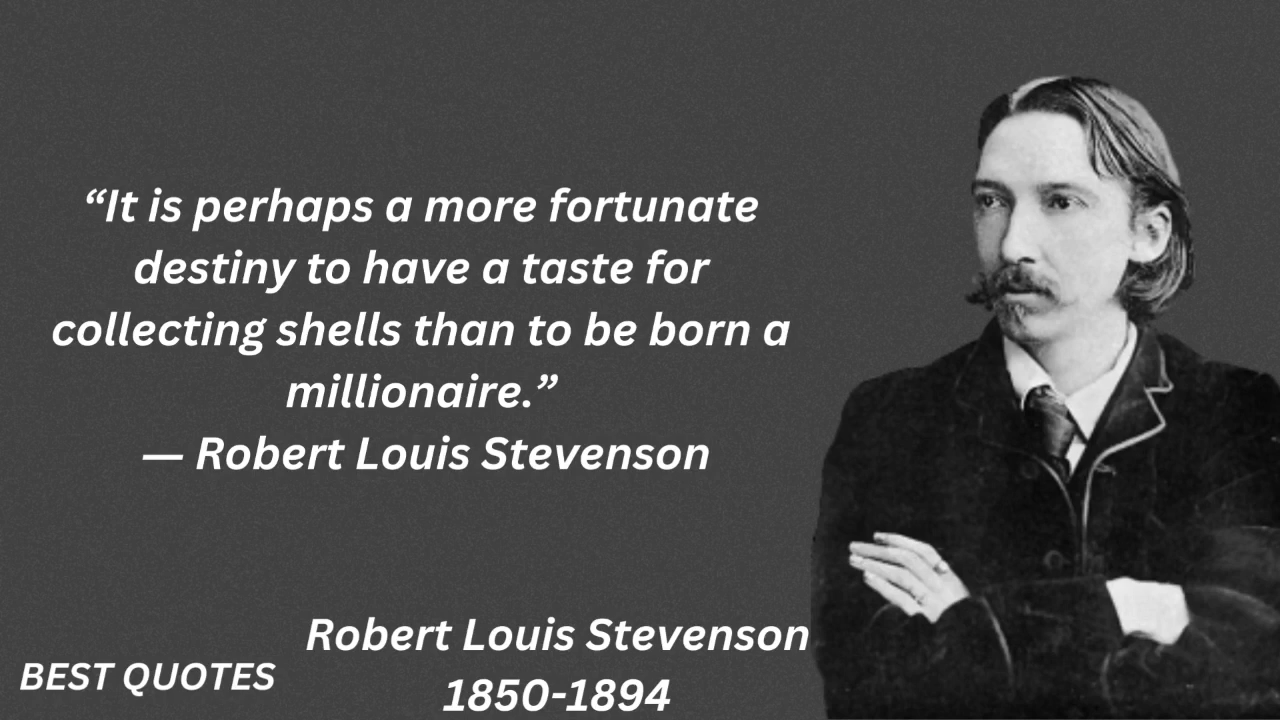 “It is perhaps a more fortunate
destiny to have a taste for
collecting shells than to be born a
millionaire.”
— Robert Louis Stevenson
Robert Louis Stevenson
1850-1894
BEST QUOTES